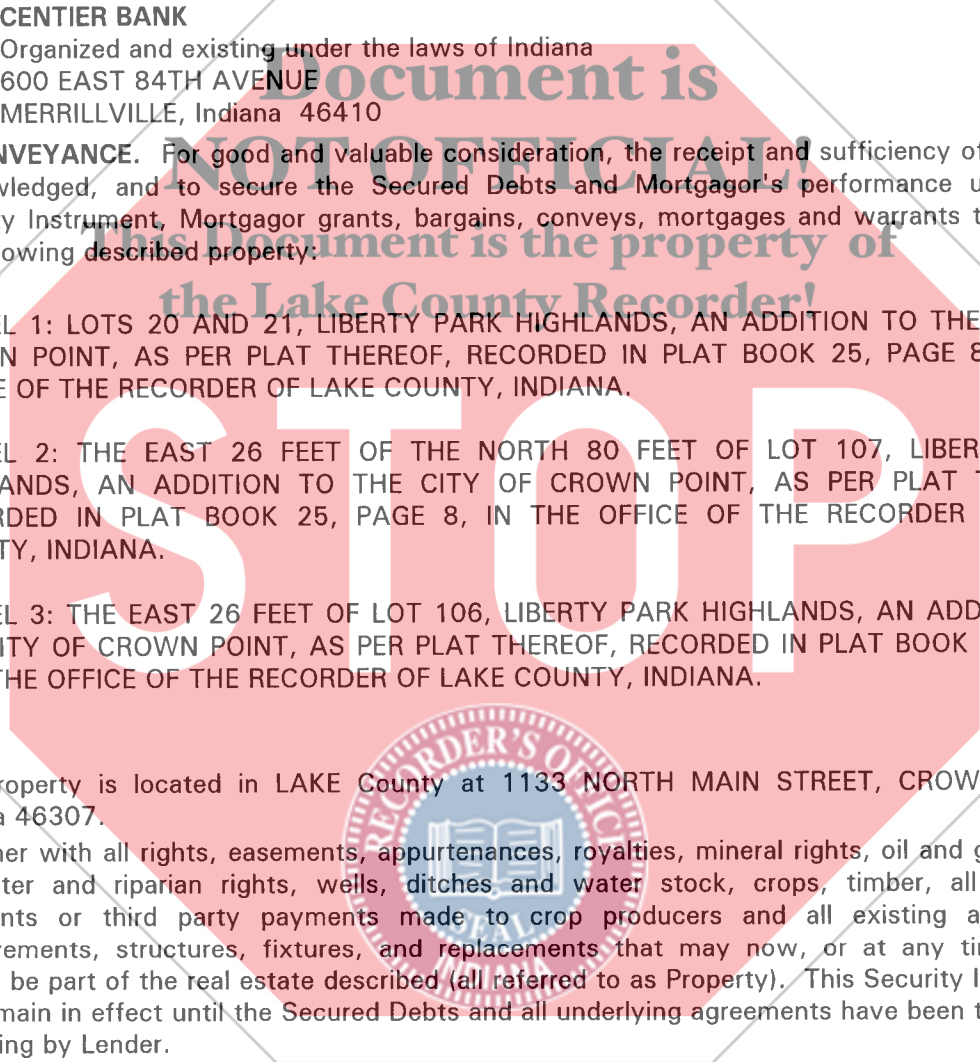 CENTIER BANK
Organized and existing under the laws of Indiana
600 EAST 84TH AVENUE
MERRILLVILLE, Indiana 46410
Document is
NOT OFFICIAL!
This Document is the property of
the Lake County Recorder!
NVEYANCE. For good and valuable consideration, the receipt and sufficiency of
wledged, and to secure the Secured Debts and Mortgagor's performance u
y Instrument, Mortgagor grants, bargains, conveys, mortgages and warrants t
lowing described property:
EL 1: LOTS 20 AND 21, LIBERTY PARK HIGHLANDS, AN ADDITION TO THE
N POINT, AS PER PLAT THEREOF, RECORDED IN PLAT BOOK 25, PAGE 8
E OF THE RECORDER OF LAKE COUNTY, INDIANA.
STOP
EL 2: THE EAST 26 FEET OF THE NORTH 80 FEET OF LOT 107, LIBER
ANDS, AN ADDITION TO THE CITY OF CROWN POINT, AS PER PLAT T
RDED IN PLAT BOOK 25, PAGE 8, IN THE OFFICE OF THE RECORDER
TY, INDIANA.
EL 3: THE EAST 26 FEET OF LOT 106, LIBERTY PARK HIGHLANDS, AN ADD
ITY OF CROWN POINT, AS PER PLAT THEREOF, RECORDED IN PLAT BOOK
THE OFFICE OF THE RECORDER OF LAKE COUNTY, INDIANA.
RECORDER'S OFFICE
SEAL
INDIANA
roperty is located in LAKE County at 1133 NORTH MAIN STREET, CROW
a 46307.
her with all rights, easements, appurtenances, royalties, mineral rights, oil and g
ter and riparian rights, wells, ditches and water stock, crops, timber, all
nts or third party payments made to crop producers and all existing a
vements, structures, fixtures, and replacements that may now, or at any ti
be part of the real estate described (all referred to as Property). This Security I
main in effect until the Secured Debts and all underlying agreements have been t
ing by Lender.